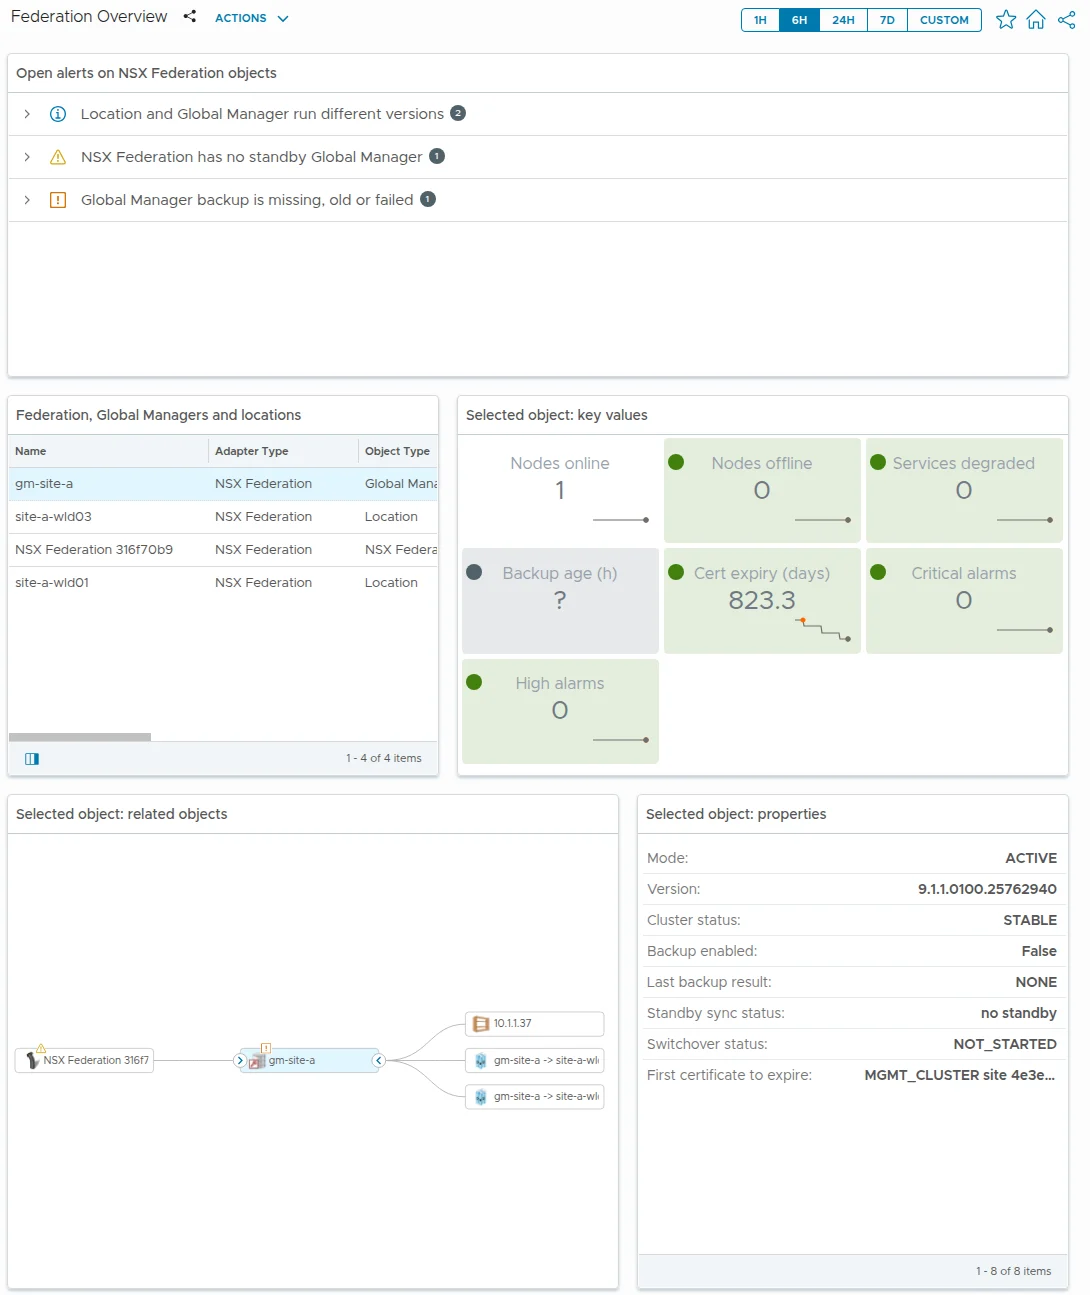 Federation Overview ACTIONS 1H 6H 24H 7D CUSTOM
Open alerts on NSX Federation objects
Location and Global Manager run different versions 2
NSX Federation has no standby Global Manager 1
Global Manager backup is missing, old or failed 1
Federation, Global Managers and locations
Name Adapter Type Object Type
gm-site-a NSX Federation Global Mana
site-a-wld03 NSX Federation Location
NSX Federation 316f70b9 NSX Federation NSX Federa
site-a-wld01 NSX Federation Location
1 - 4 of 4 items
Selected object: key values
Nodes online
1
Nodes offline
0
Services degraded
0
Backup age (h)
?
Cert expiry (days)
823.3
Critical alarms
0
High alarms
0
Selected object: related objects
NSX Federation 316f7
gm-site-a
10.1.1.37
gm-site-a -> site-a-wl
gm-site-a -> site-a-wl
Selected object: properties
Mode: ACTIVE
Version: 9.1.1.0100.25762940
Cluster status: STABLE
Backup enabled: False
Last backup result: NONE
Standby sync status: no standby
Switchover status: NOT_STARTED
First certificate to expire: MGMT_CLUSTER site 4e3e...
1 - 8 of 8 items